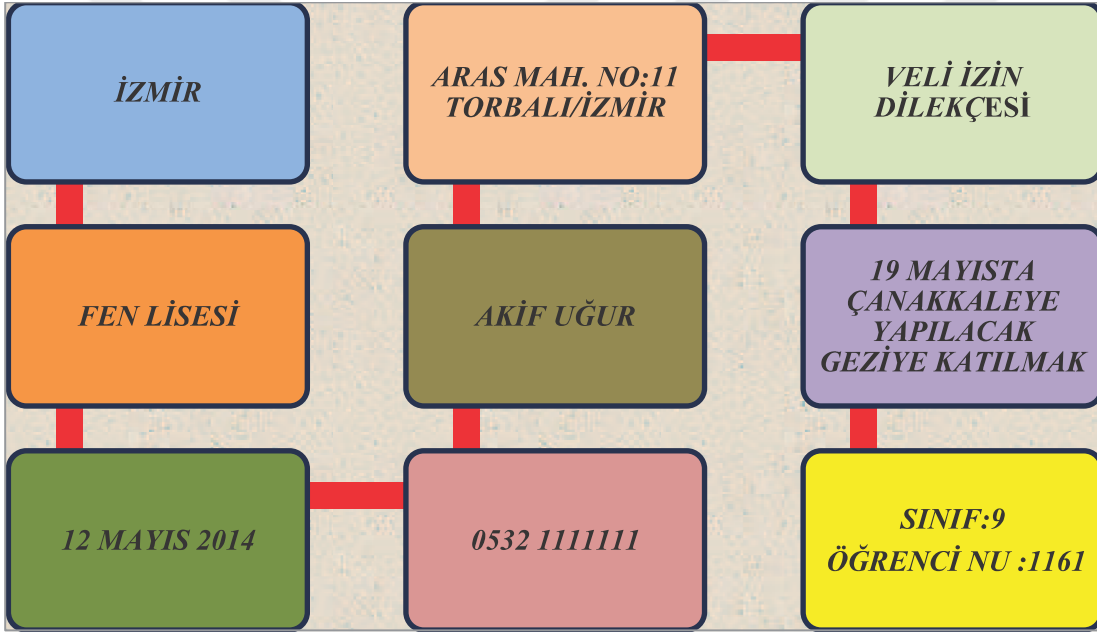 İZMİR
FEN LİSESİ
12 MAYIS 2014
0532 1111111
AKİF UĞUR
ARAS MAH. NO:11
TORBALI/İZMİR
VELİ İZİN
DİLEKÇESİ
19 MAYISTA
ÇANAKKALEYE
YAPILACAK
GEZİYE KATILMAK
SINIF:9
ÖĞRENCİ NU :1161